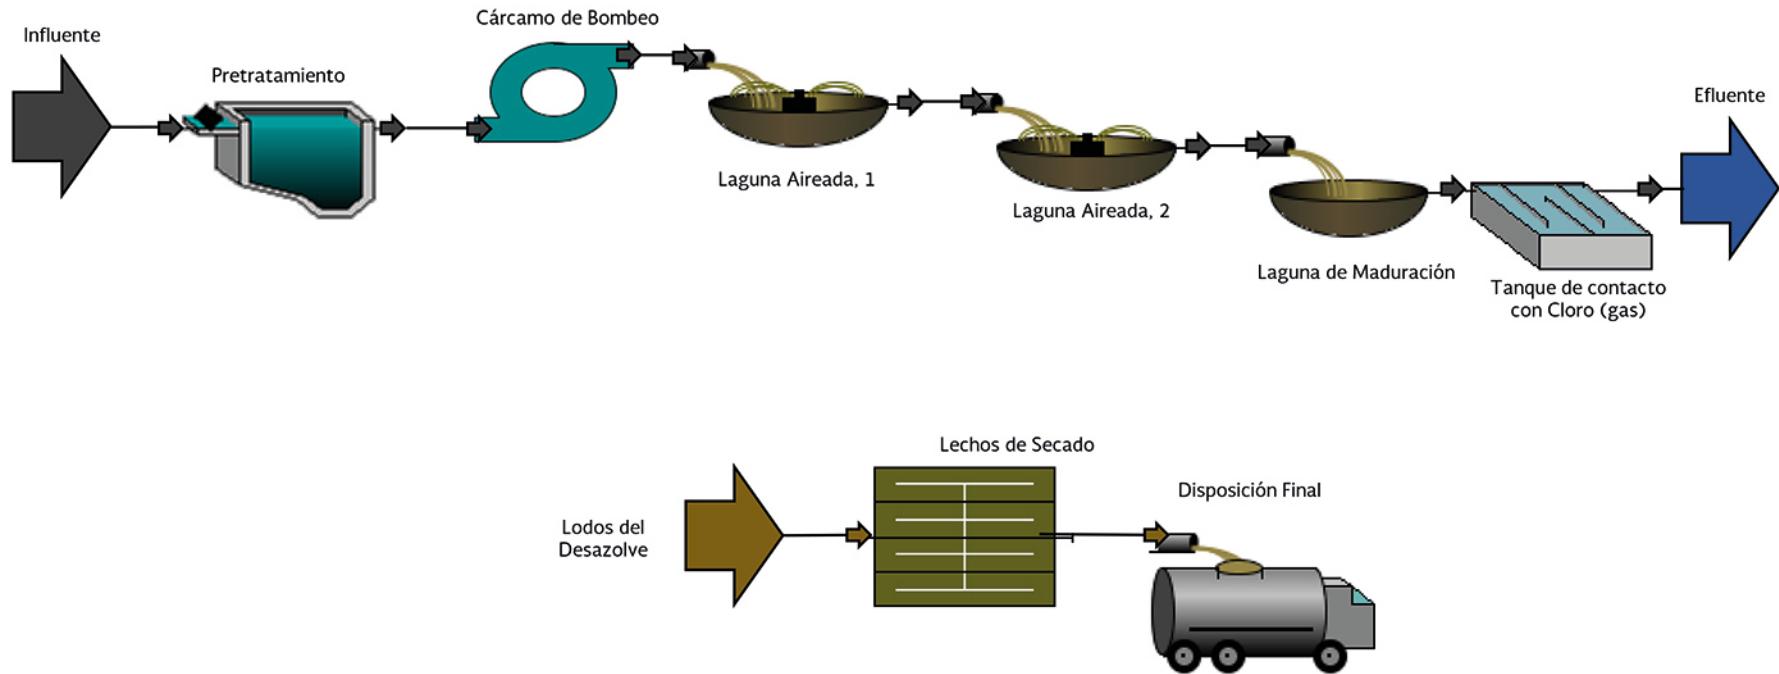 Influente
Pretratamiento
Cárcamo de Bombeo
Laguna Aireada, 1
Laguna Aireada, 2
Laguna de Maduración
Tanque de contacto
con Cloro (gas)
Efluente
Lodos del
Desazolve
Lechos de Secado
Disposición Final